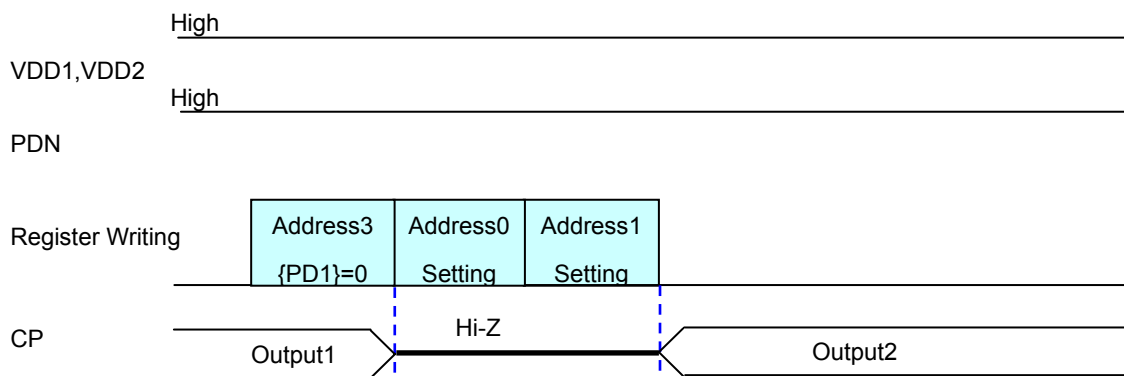 High
VDD1,VDD2
High
PDN
Register Writing
Address3
{PD1}=0
Address0
Setting
Address1
Setting
CP
Output1
Hi-Z
Output2